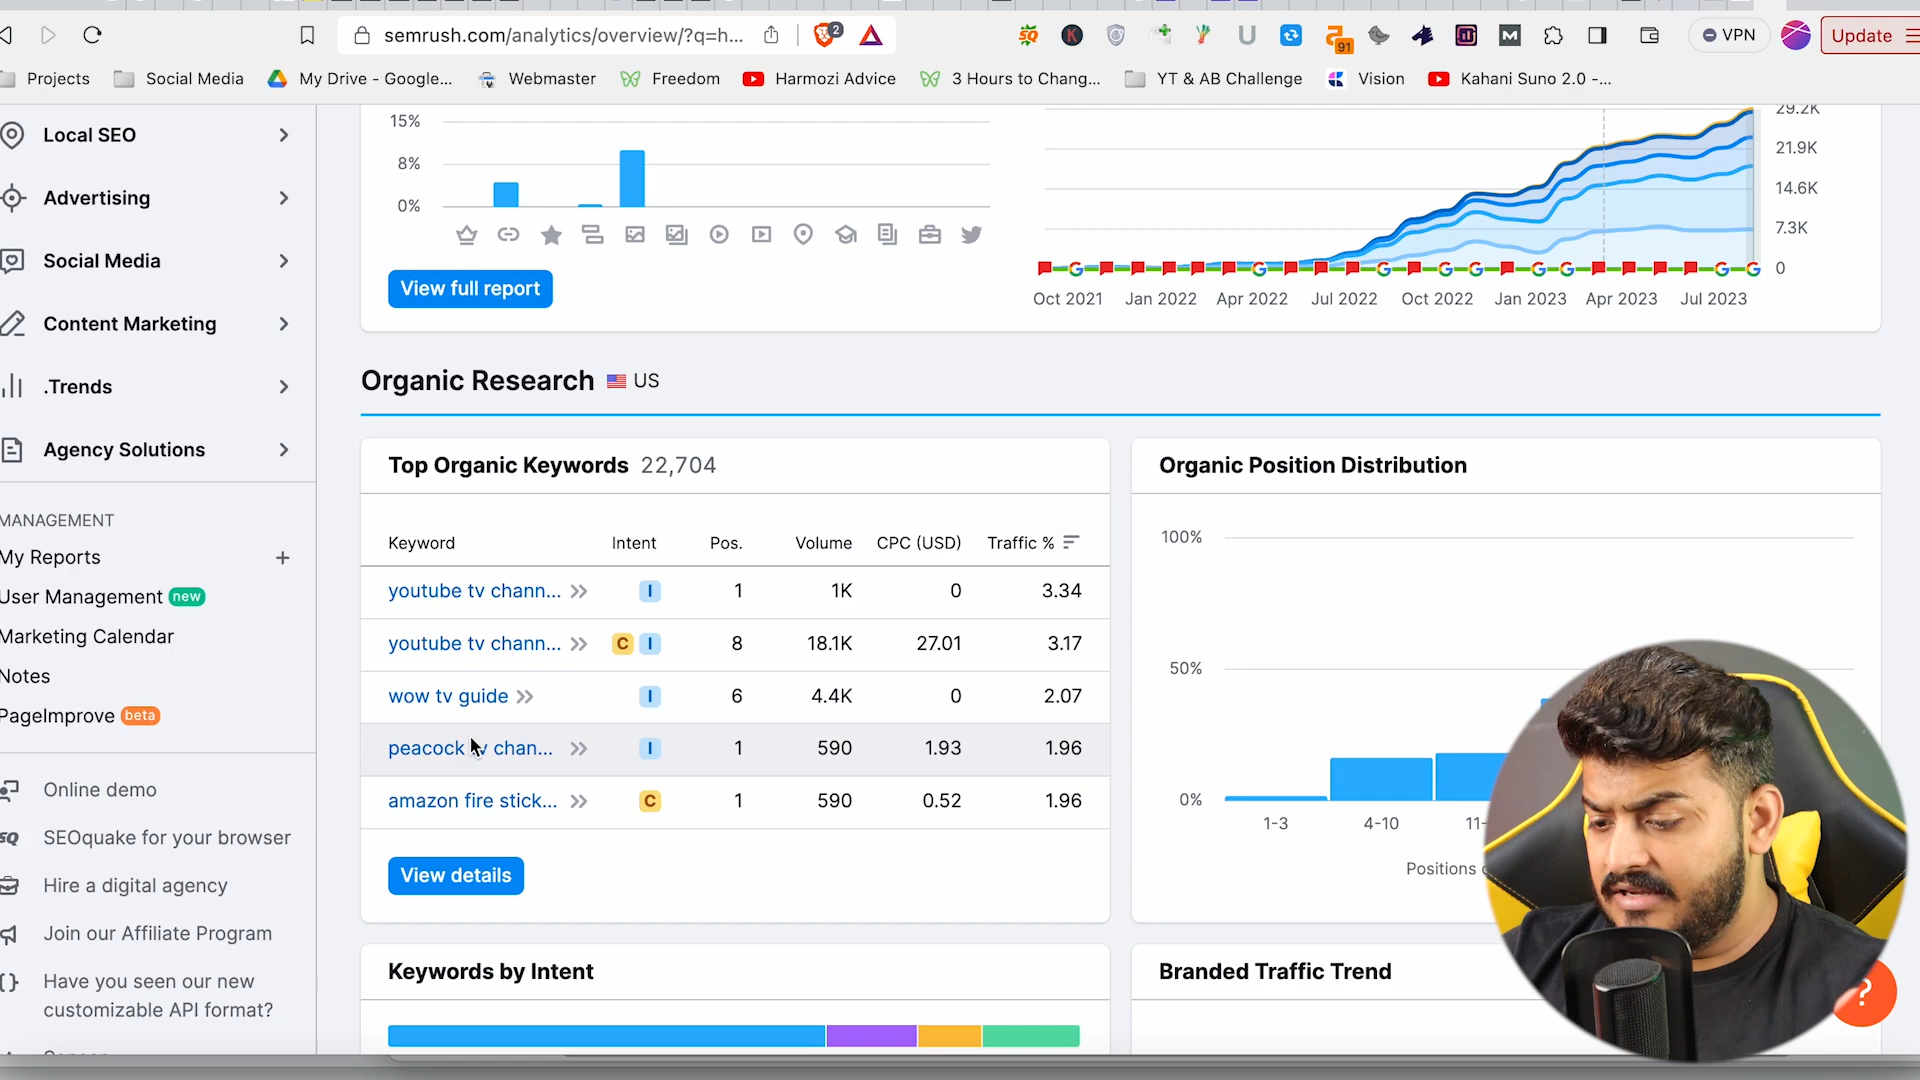 semrush.com/analytics/overview/?q=h...
2
91
VPN
Update
Projects
Social Media
My Drive - Google...
Webmaster
Freedom
Harmozi Advice
3 Hours to Chang...
YT & AB Challenge
Vision
Kahani Suno 2.0 -...
Local SEO
Advertising
Social Media
Content Marketing
.Trends
Agency Solutions
MANAGEMENT
My Reports
User Management new
Marketing Calendar
Notes
PageImprove beta
Online demo
SEOquake for your browser
Hire a digital agency
Join our Affiliate Program
Have you seen our new
customizable API format?
15%
8%
0%
View full report
29.2K
21.9K
14.6K
7.3K
0
Oct 2021 Jan 2022 Apr 2022 Jul 2022 Oct 2022 Jan 2023 Apr 2023 Jul 2023
Organic Research US
Top Organic Keywords 22,704
Keyword Intent Pos. Volume CPC (USD) Traffic %
youtube tv chann... I 1 1K 0 3.34
youtube tv chann... C I 8 18.1K 27.01 3.17
wow tv guide I 6 4.4K 0 2.07
peacock tv chan... I 1 590 1.93 1.96
amazon fire stick... C 1 590 0.52 1.96
View details
Organic Position Distribution
100%
50%
0%
1-3 4-10 11-
Positions
Keywords by Intent
Branded Traffic Trend
?